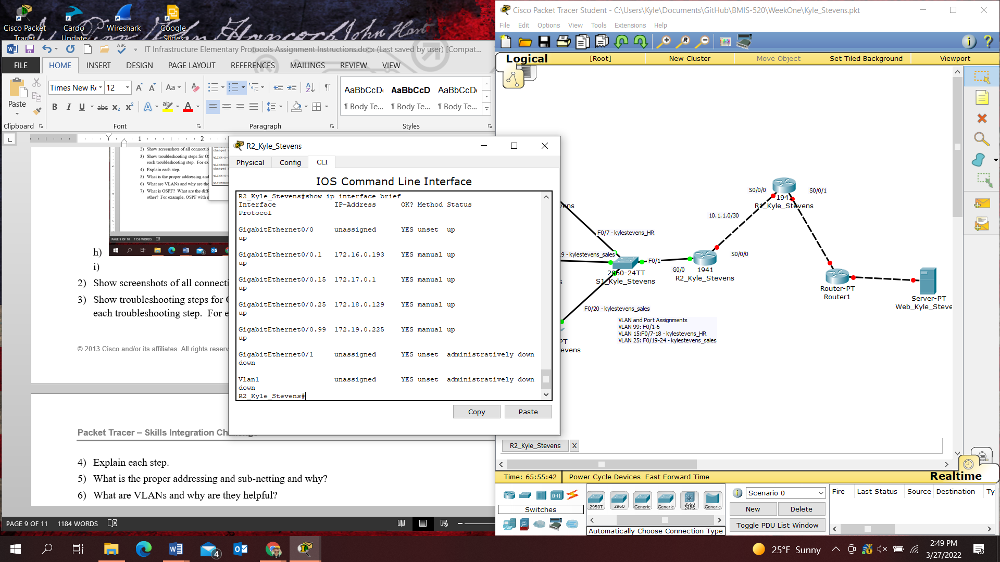 Cisco Packet Tracer
Cardo Update
Wireshark
Google Slides
IT Infrastructure Elementary Protocols Assignment Instructions.docx (Last saved by user) [Compat...
FILE HOME INSERT DESIGN PAGE LAYOUT REFERENCES MAILINGS REVIEW VIEW
Times New Ro 12
Paste
AaBbCcDc AaBbCcD AaBbCcDc
¶ Body Te... ¶ Body Te... ¶ Body Te...
Clipboard Font Paragraph Styles
1 2
2) Show screenshots of all connectio
3) Show troubleshooting steps for OS
each troubleshooting step. For ex
4) Explain each step.
5) What is the proper addressing and
6) What are VLANs and why are the
7) What is OSPF? What are the diff
other? For example, OSPF with m
PAGE 9 OF 10 1159 WORDS
h)
i)
2) Show screenshots of all connecti
3) Show troubleshooting steps for
each troubleshooting step. For e
© 2013 Cisco and/or its affiliates. All rights reserv
Packet Tracer – Skills Integration Challenge
4) Explain each step.
5) What is the proper addressing and sub-netting and why?
6) What are VLANs and why are they helpful?
PAGE 9 OF 11 1184 WORDS
R2_Kyle_Stevens
Physical Config CLI
IOS Command Line Interface
R2_Kyle_Stevens#show ip interface brief
Interface IP-Address OK? Method Status
Protocol
GigabitEthernet0/0 unassigned YES unset up
up
GigabitEthernet0/0.1 172.16.0.193 YES manual up
up
GigabitEthernet0/0.15 172.17.0.1 YES manual up
up
GigabitEthernet0/0.25 172.18.0.129 YES manual up
up
GigabitEthernet0/0.99 172.19.0.225 YES manual up
up
GigabitEthernet0/1 unassigned YES unset administratively down
down
Vlan1 unassigned YES unset administratively down
down
R2_Kyle_Stevens#
Copy Paste
Cisco Packet Tracer Student - C:\Users\Kyle\Documents\GitHub\BMIS-520\WeekOne\Kyle_Stevens.pkt
File Edit Options View Tools Extensions Help
Logical [Root] New Cluster Move Object Set Tiled Background Viewport
S0/0/0
S0/0/1
1941
R1_Kyle_Stevens
10.1.1.0/30
F0/7 - kylestevens_HR
9 - kylestevens_sales
F0/1
G0/0
S0/0/0
2960-24TT
S1_Kyle_Stevens
1941
R2_Kyle_Stevens
Router-PT
Router1
Server-PT
Web_Kyle_Steve
F0/20 - kylestevens_sales
VLAN and Port Assignments
VLAN 99: F0/1-6
VLAN 15:F0/7-18 - kylestevens_HR
VLAN 25: F0/19-24 - kylestevens_sales
PT
evens
R2_Kyle_Stevens X
Time: 65:55:42 Power Cycle Devices Fast Forward Time
Realtime
Switches
2950T 2960 Generic Generic 3560 24PS Generic
Automatically Choose Connection Type
Scenario 0
New Delete
Toggle PDU List Window
Fire Last Status Source Destination Ty
4
25°F Sunny
2:49 PM
3/27/2022